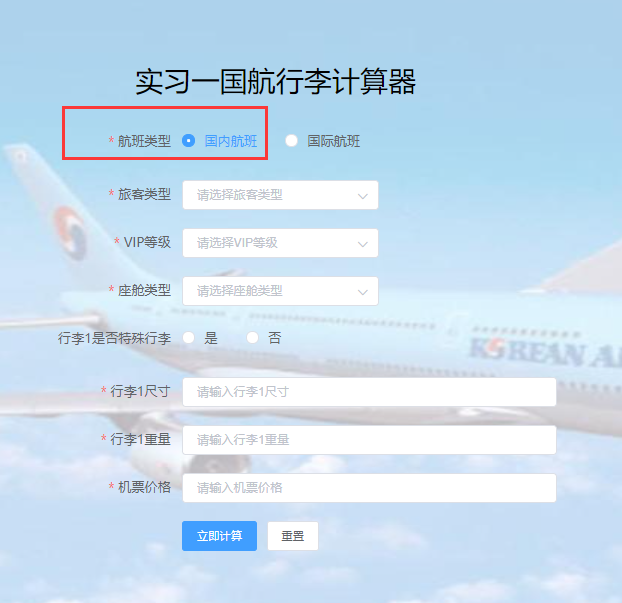 实习一国航行李计算器
* 航班类型 国内航班 国际航班
* 旅客类型 请选择旅客类型
* VIP等级 请选择VIP等级
* 座舱类型 请选择座舱类型
行李1是否特殊行李 是 否
KOREAN AI
* 行李1尺寸 请输入行李1尺寸
* 行李1重量 请输入行李1重量
* 机票价格 请输入机票价格
立即计算 重置